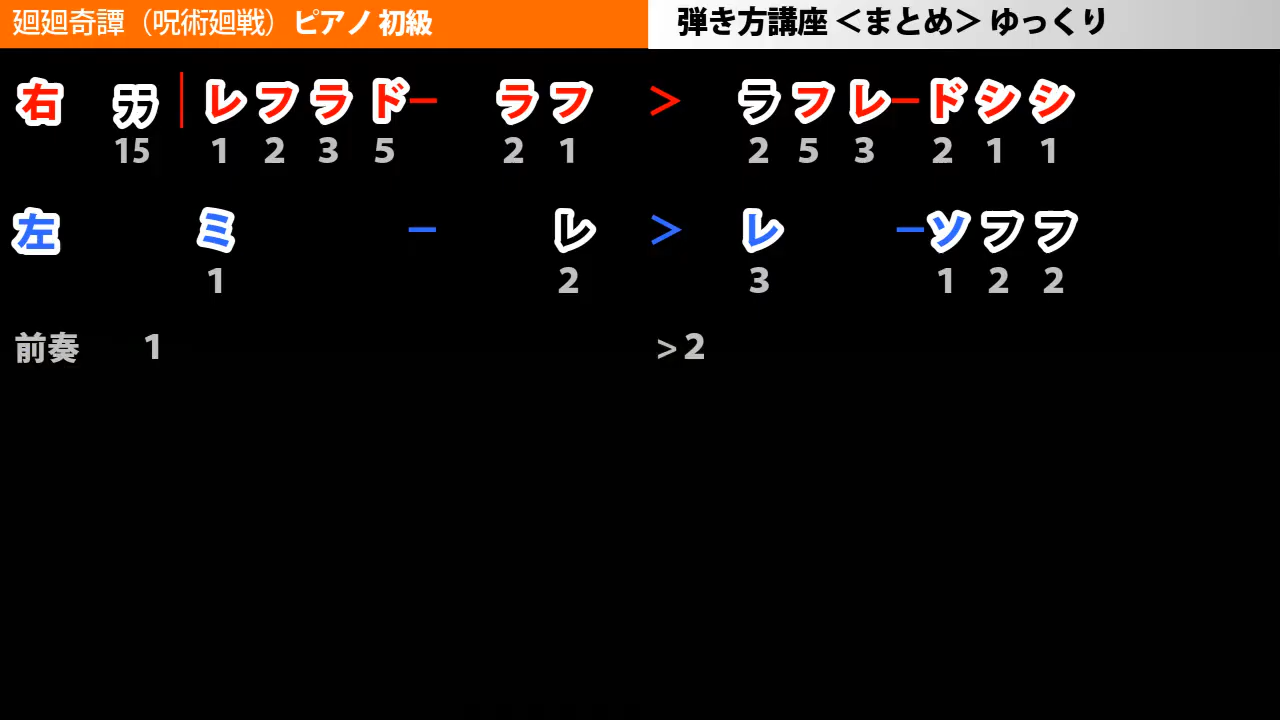 廻廻奇譚（呪術廻戦）ピアノ 初級 弾き方講座 ＜まとめ＞ ゆっくり
右 ララ | レ フ ラ ド ー ラ フ ＞ ラ フ レ ー ド シ シ
15 1 2 3 5 2 1 2 5 3 2 1 1
左 ミ ー レ ＞ レ ー ソ フ フ
1 2 3 1 2 2
前奏 1 > 2